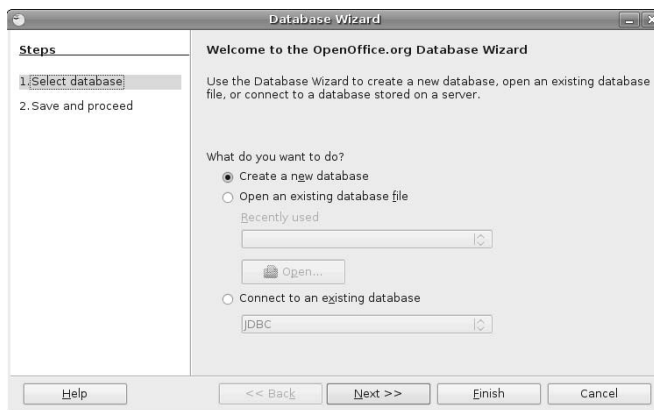 Database Wizard
Steps
1.Select database
2.Save and proceed
Welcome to the OpenOffice.org Database Wizard
Use the Database Wizard to create a new database, open an existing database
file, or connect to a database stored on a server.
What do you want to do?
Create a new database
Open an existing database file
Recently used
Open...
Connect to an existing database
JDBC
Help
<< Back
Next >>
Finish
Cancel